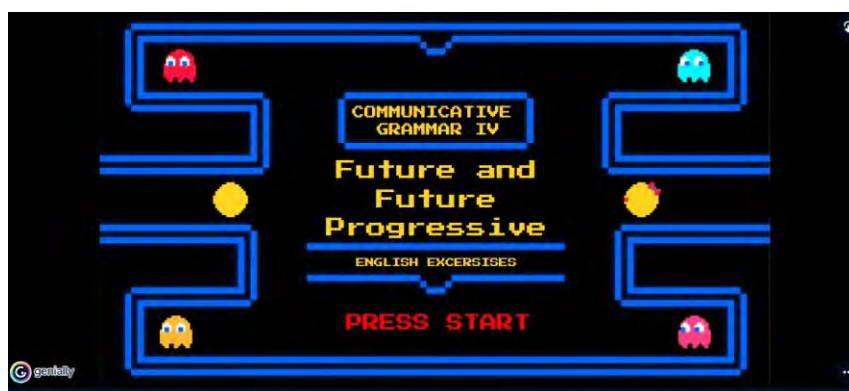 COMMUNICATIVE
GRAMMAR IV
Future and
Future
Progressive
ENGLISH EXCERSISES
PRESS START
genially